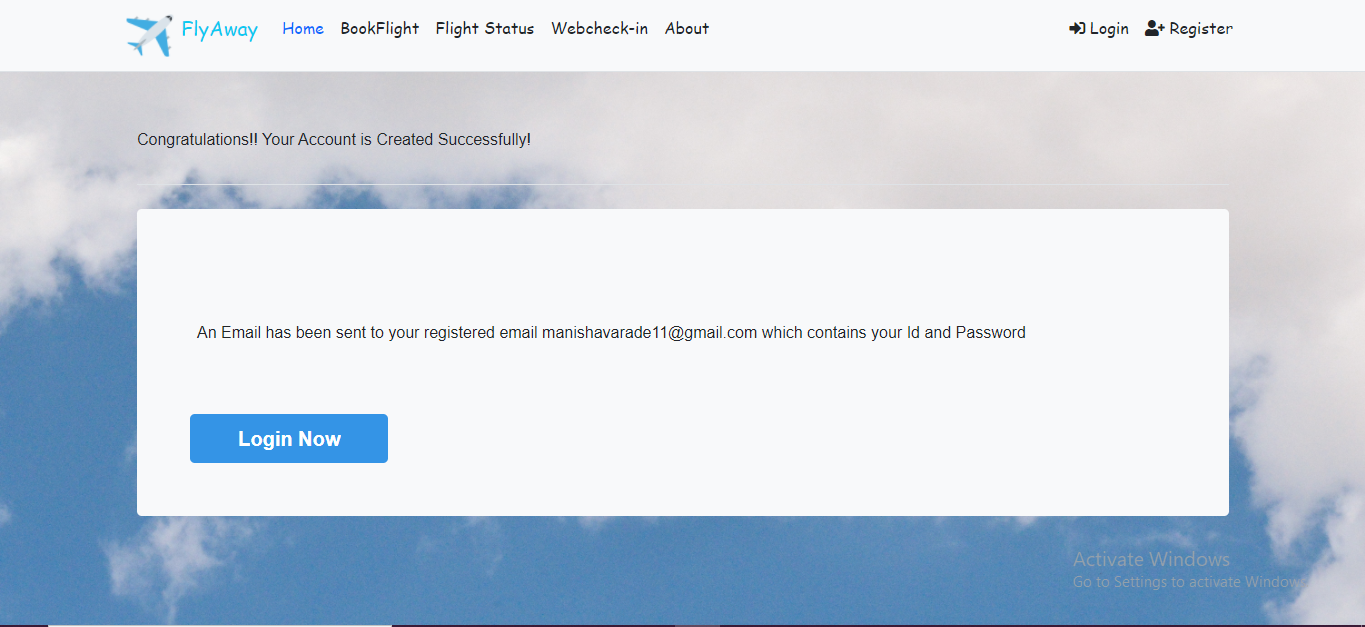 FlyAway Home BookFlight Flight Status Webcheck-in About Login Register
Congratulations!! Your Account is Created Successfully!
An Email has been sent to your registered email manishavarade11@gmail.com which contains your Id and Password
Login Now
Activate Windows
Go to Settings to activate Windows